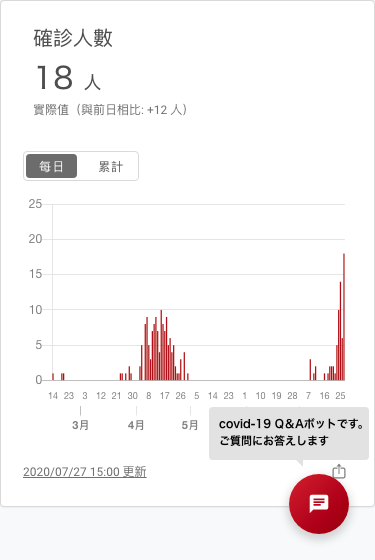 確診人數
18 人
實際值（與前日相比: +12 人）
每日 累計
25
20
15
10
5
0
14 23 3 12 21 30 8 17 26 5 14 23 1 10 19 28 7 16 25
3月 4月 5月
covid-19 Q&Aボットです。
ご質問にお答えします
2020/07/27 15:00 更新